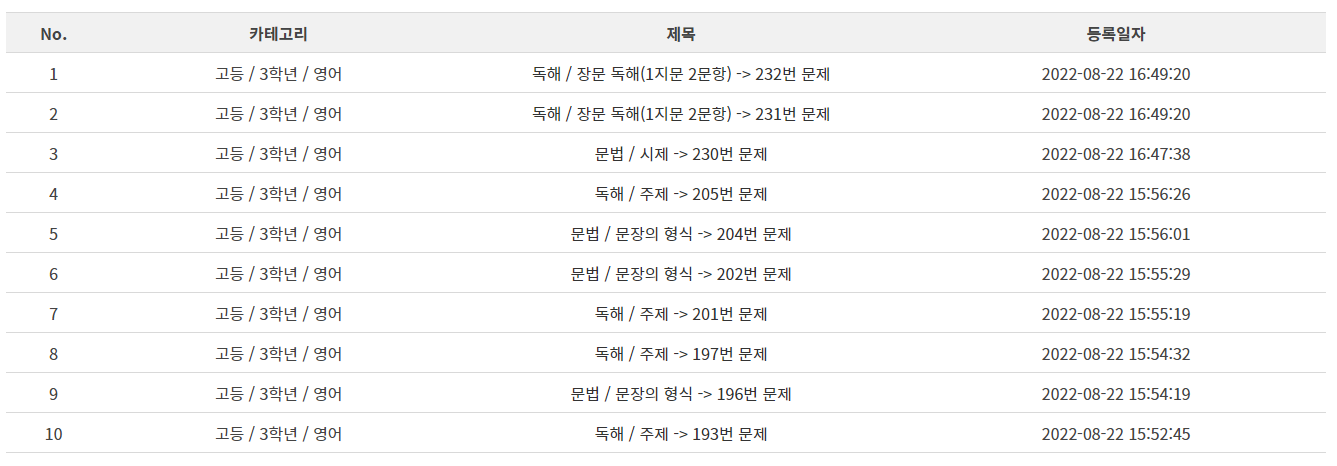 No. 카테고리 제목 등록일자
1 고등 / 3학년 / 영어 독해 / 장문 독해(1지문 2문항) -> 232번 문제 2022-08-22 16:49:20
2 고등 / 3학년 / 영어 독해 / 장문 독해(1지문 2문항) -> 231번 문제 2022-08-22 16:49:20
3 고등 / 3학년 / 영어 문법 / 시제 -> 230번 문제 2022-08-22 16:47:38
4 고등 / 3학년 / 영어 독해 / 주제 -> 205번 문제 2022-08-22 15:56:26
5 고등 / 3학년 / 영어 문법 / 문장의 형식 -> 204번 문제 2022-08-22 15:56:01
6 고등 / 3학년 / 영어 문법 / 문장의 형식 -> 202번 문제 2022-08-22 15:55:29
7 고등 / 3학년 / 영어 독해 / 주제 -> 201번 문제 2022-08-22 15:55:19
8 고등 / 3학년 / 영어 독해 / 주제 -> 197번 문제 2022-08-22 15:54:32
9 고등 / 3학년 / 영어 문법 / 문장의 형식 -> 196번 문제 2022-08-22 15:54:19
10 고등 / 3학년 / 영어 독해 / 주제 -> 193번 문제 2022-08-22 15:52:45